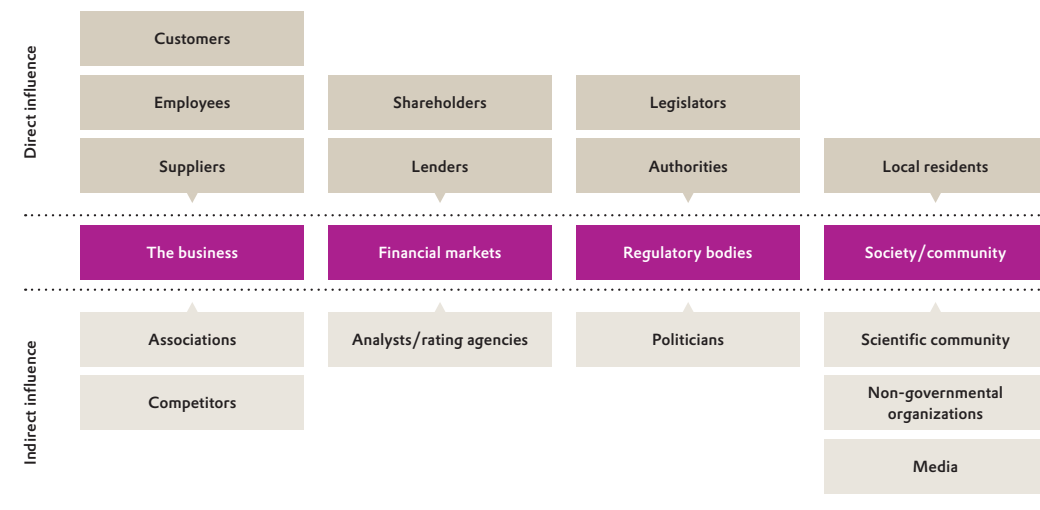 Direct influence
Customers
Employees
Shareholders
Legislators
Suppliers
Lenders
Authorities
Local residents
The business
Financial markets
Regulatory bodies
Society/community
Indirect influence
Associations
Analysts/rating agencies
Politicians
Scientific community
Competitors
Non-governmental
organizations
Media